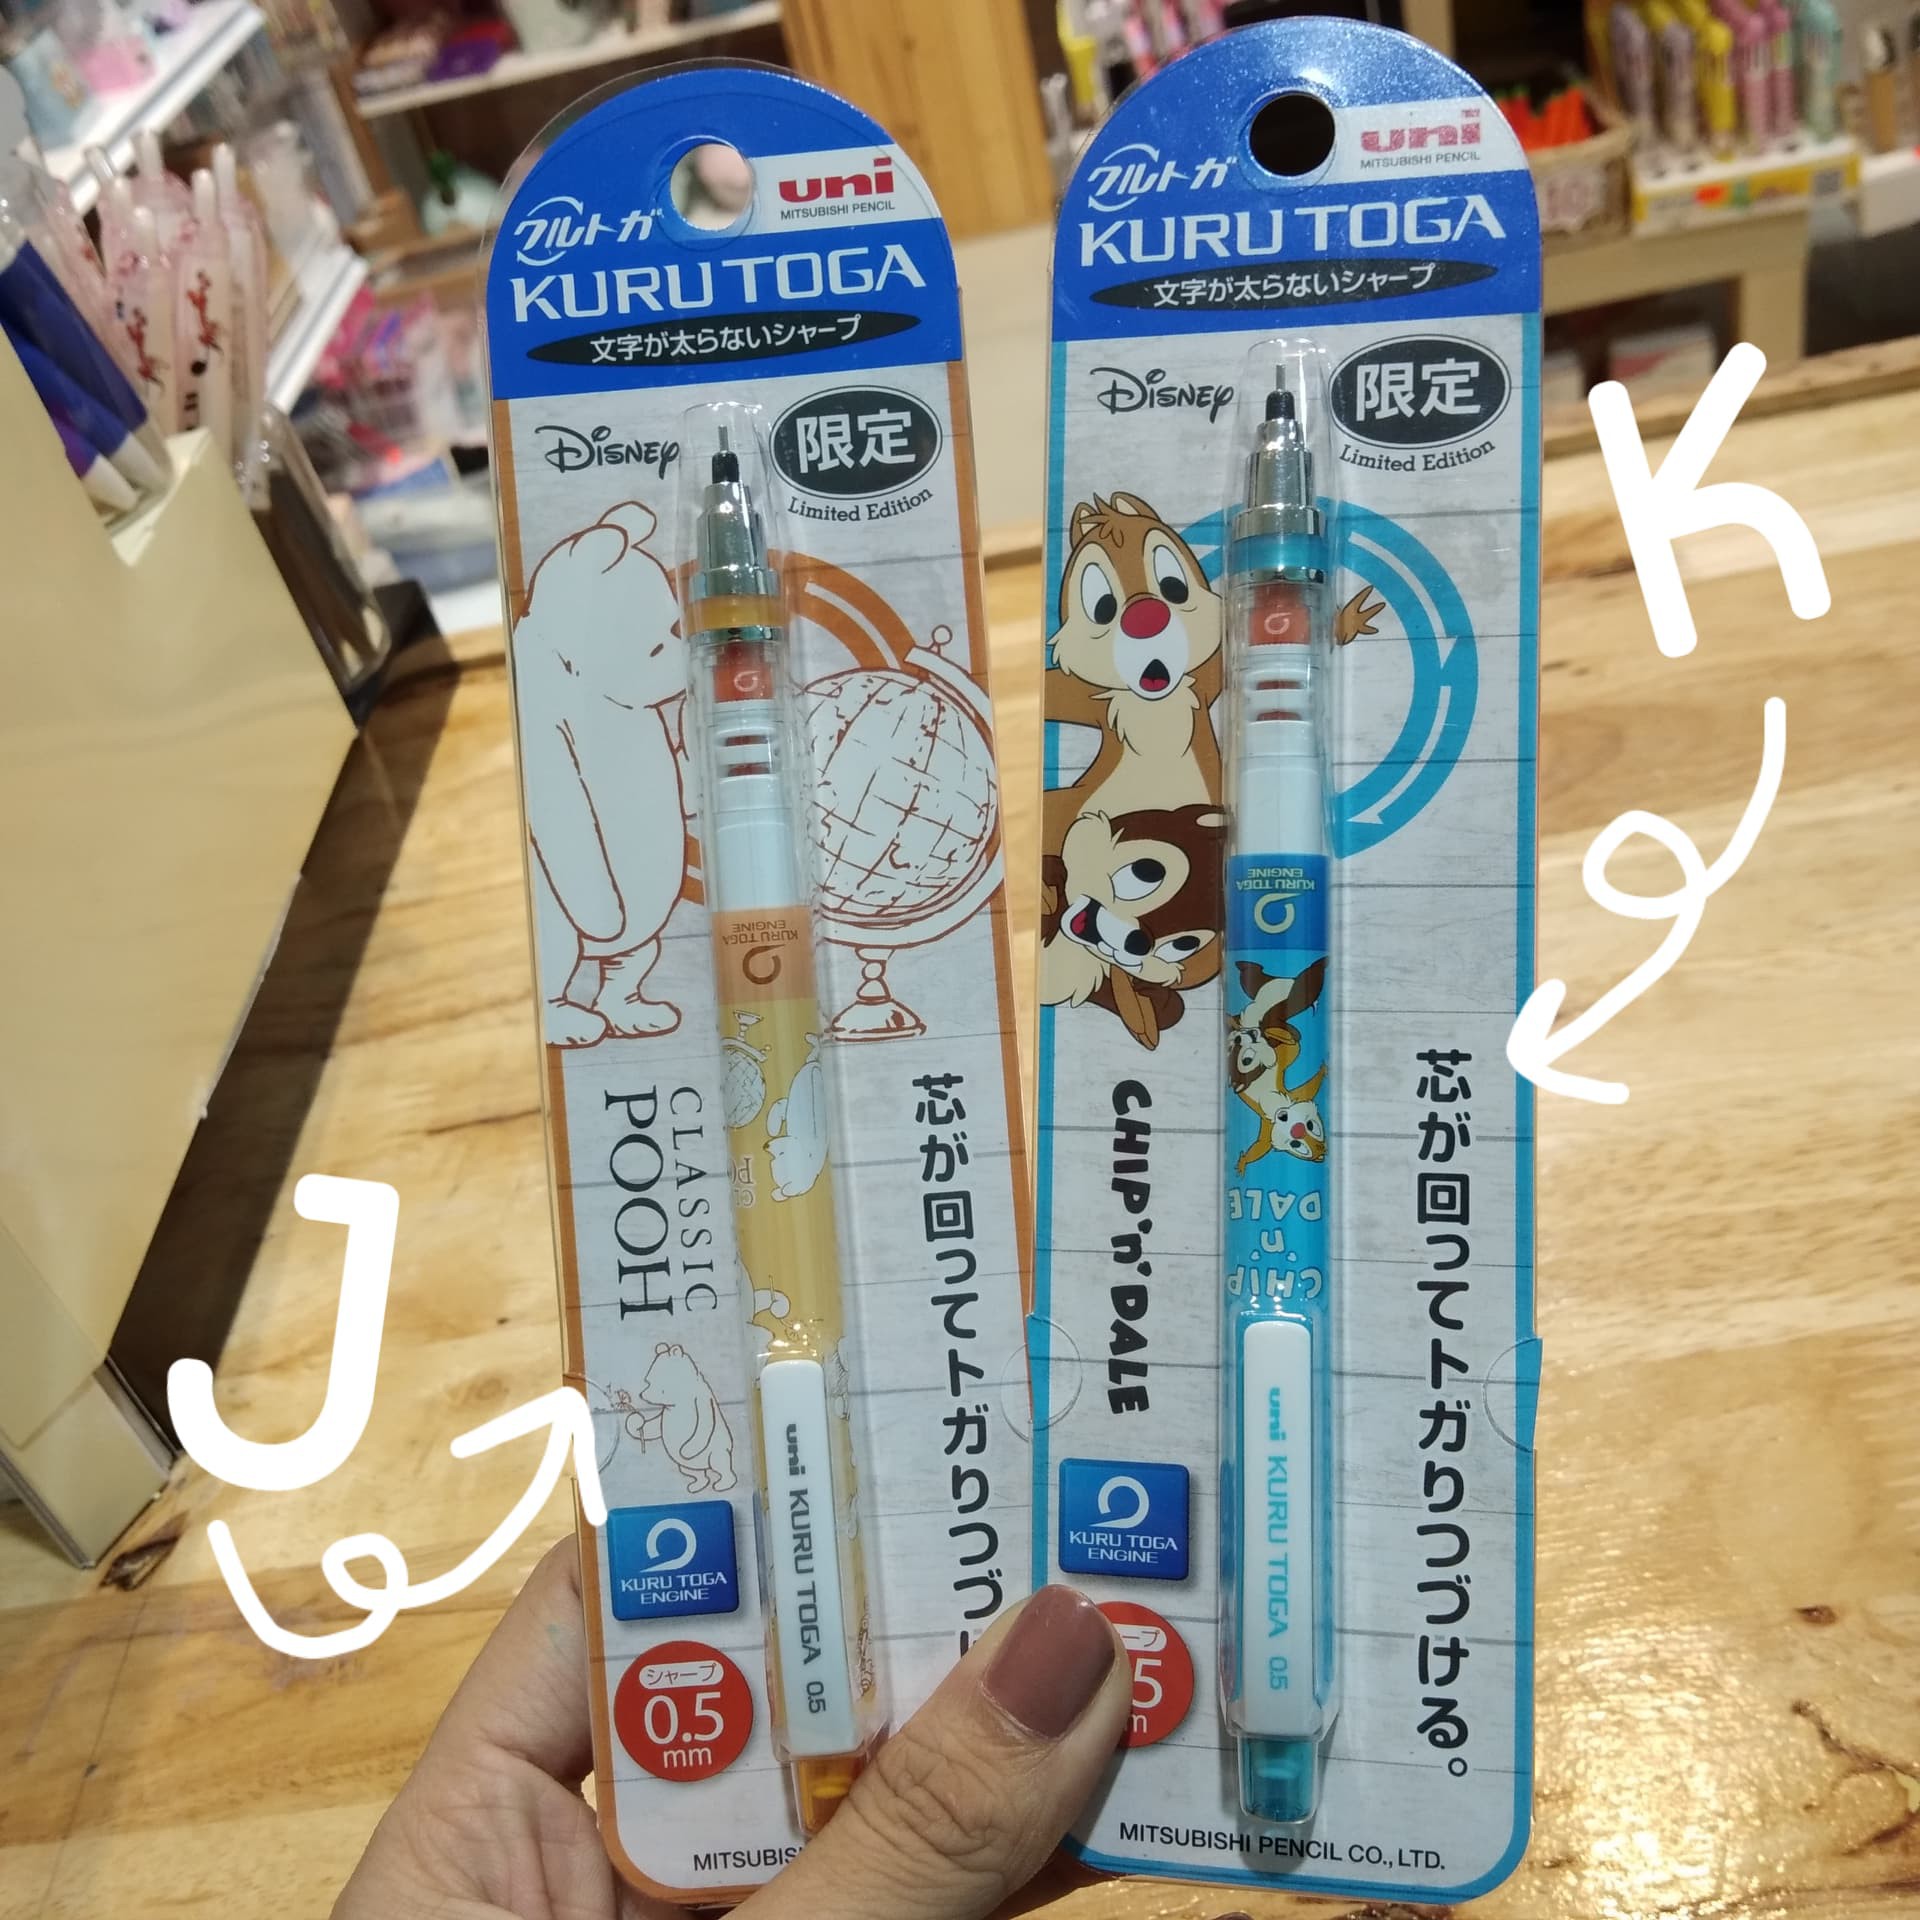 クルトガ
uni
MITSUBISHI PENCIL
KURU TOGA
文字が太らないシャープ
Disney
限定
Limited Edition
KURU TOGA
ENGINE
CLASSIC
POOH
芯が回ってトガりつづ
KURU TOGA
ENGINE
uni KURU TOGA 0.5
シャープ
0.5
mm
J
クルトガ
uni
MITSUBISHI PENCIL
KURU TOGA
文字が太らないシャープ
Disney
限定
Limited Edition
KURU TOGA
ENGINE
CHIP 'n' DALE
CHIP
'n'
DALE
芯が回ってトガりつづける。
KURU TOGA
ENGINE
uni KURU TOGA 0.5
ープ
5
m
MITSUBISHI PENCIL CO., LTD.
K